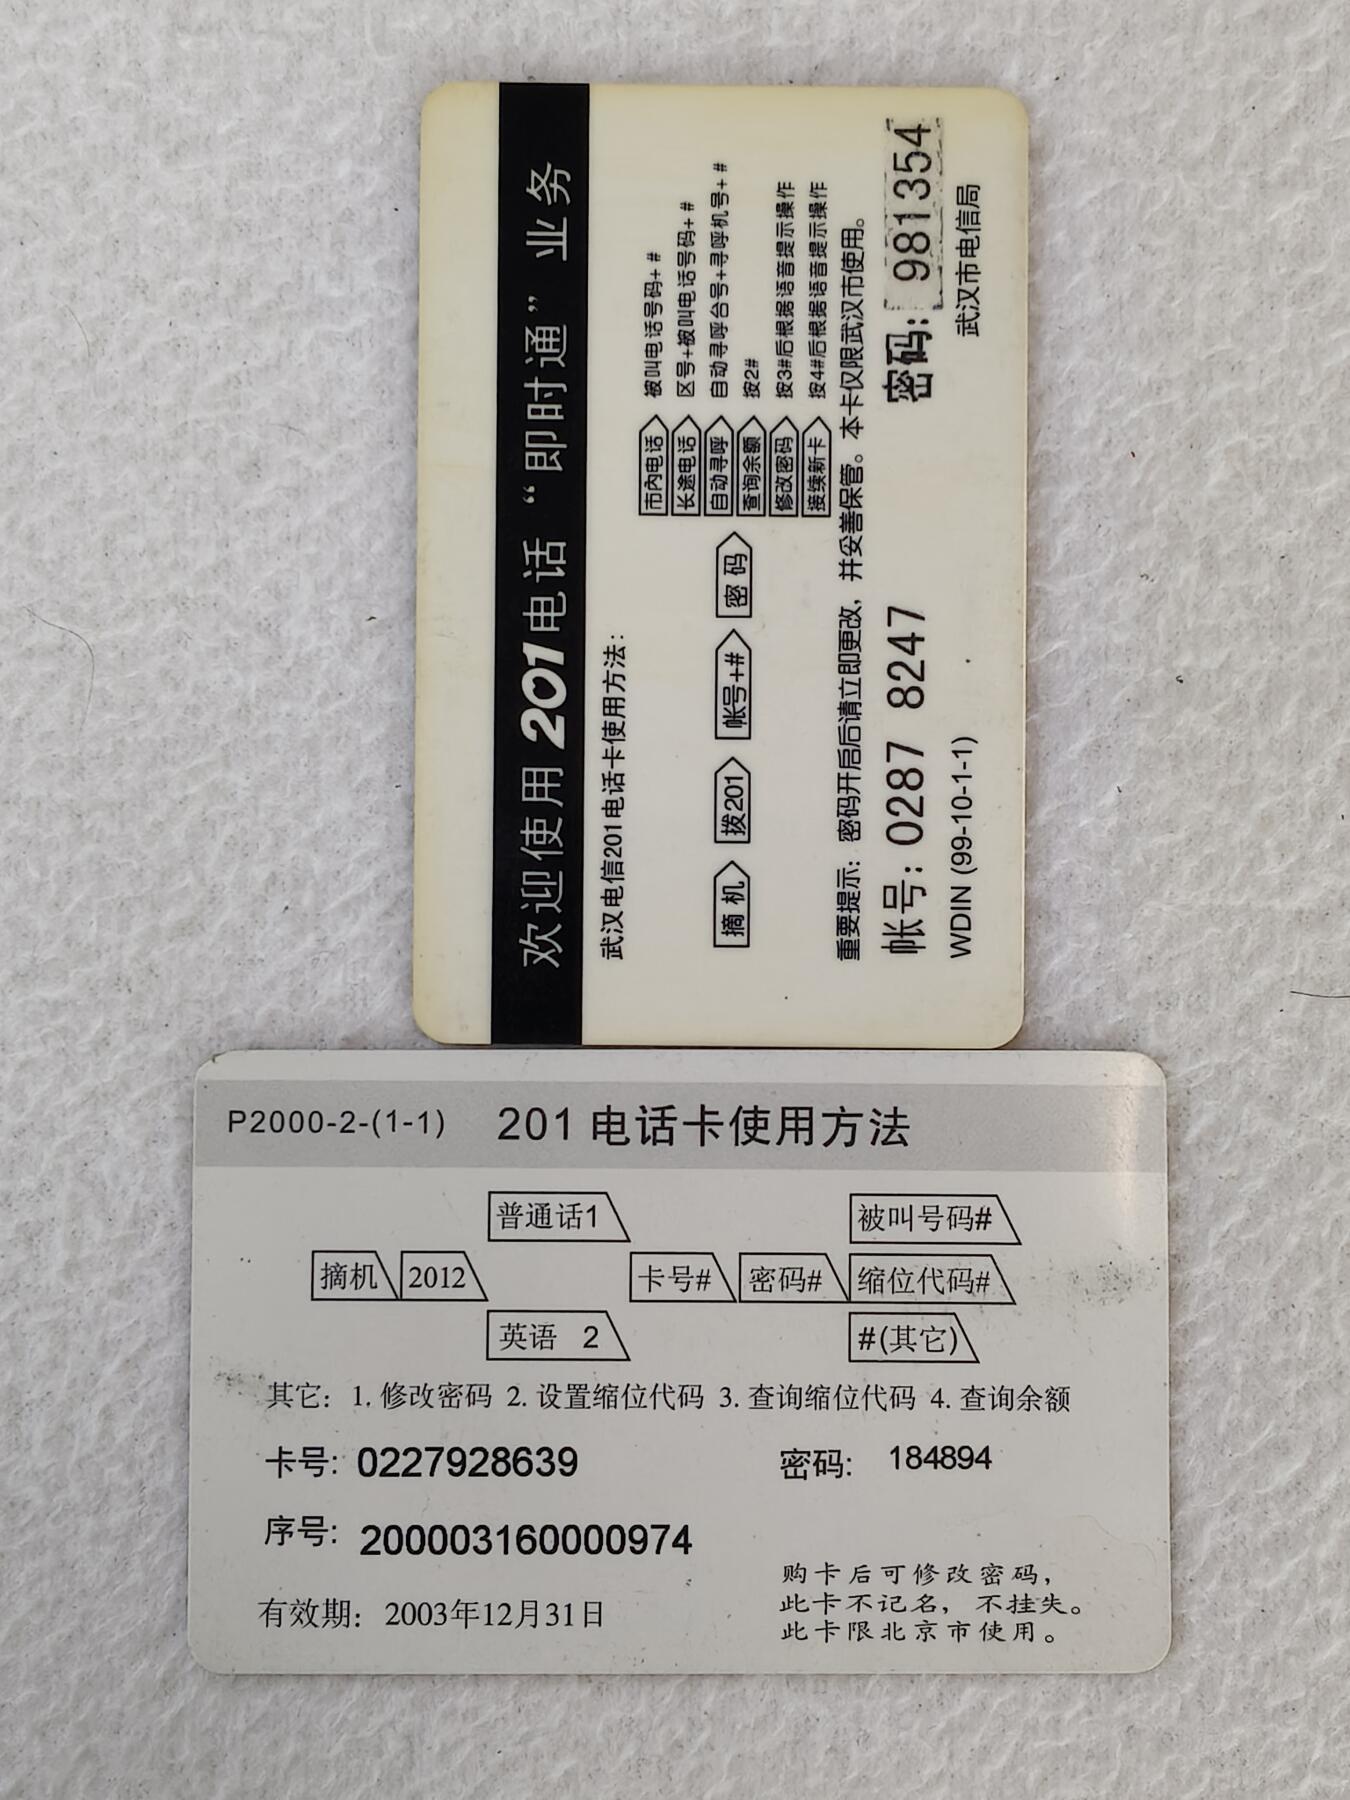 欢迎使用201电话“即时通”业务
武汉电信201电话卡使用方法：
摘机 拨201 帐号+# 密码
市内电话 被叫电话号码+#
长途电话 区号+被叫电话号码+#
自动寻呼 自动寻呼台号+寻呼机号+#
查询余额 按2#
修改密码 按3#后根据语音提示操作
接续新卡 按4#后根据语音提示操作
重要提示：密码开启后请立即更改，并妥善保管。本卡仅限武汉市使用。
帐号：0287 8247 密码：981354
WDIN (99-10-1-1) 武汉市电信局
P2000-2-(1-1) 201电话卡使用方法
普通话1 被叫号码#
摘机 2012 卡号# 密码# 缩位代码#
英语 2 #(其它)
其它：1.修改密码 2.设置缩位代码 3.查询缩位代码 4.查询余额
卡号：0227928639 密码：184894
序号：200003160000974
购卡后可修改密码，
此卡不记名，不挂失。
此卡限北京市使用。
有效期：2003年12月31日